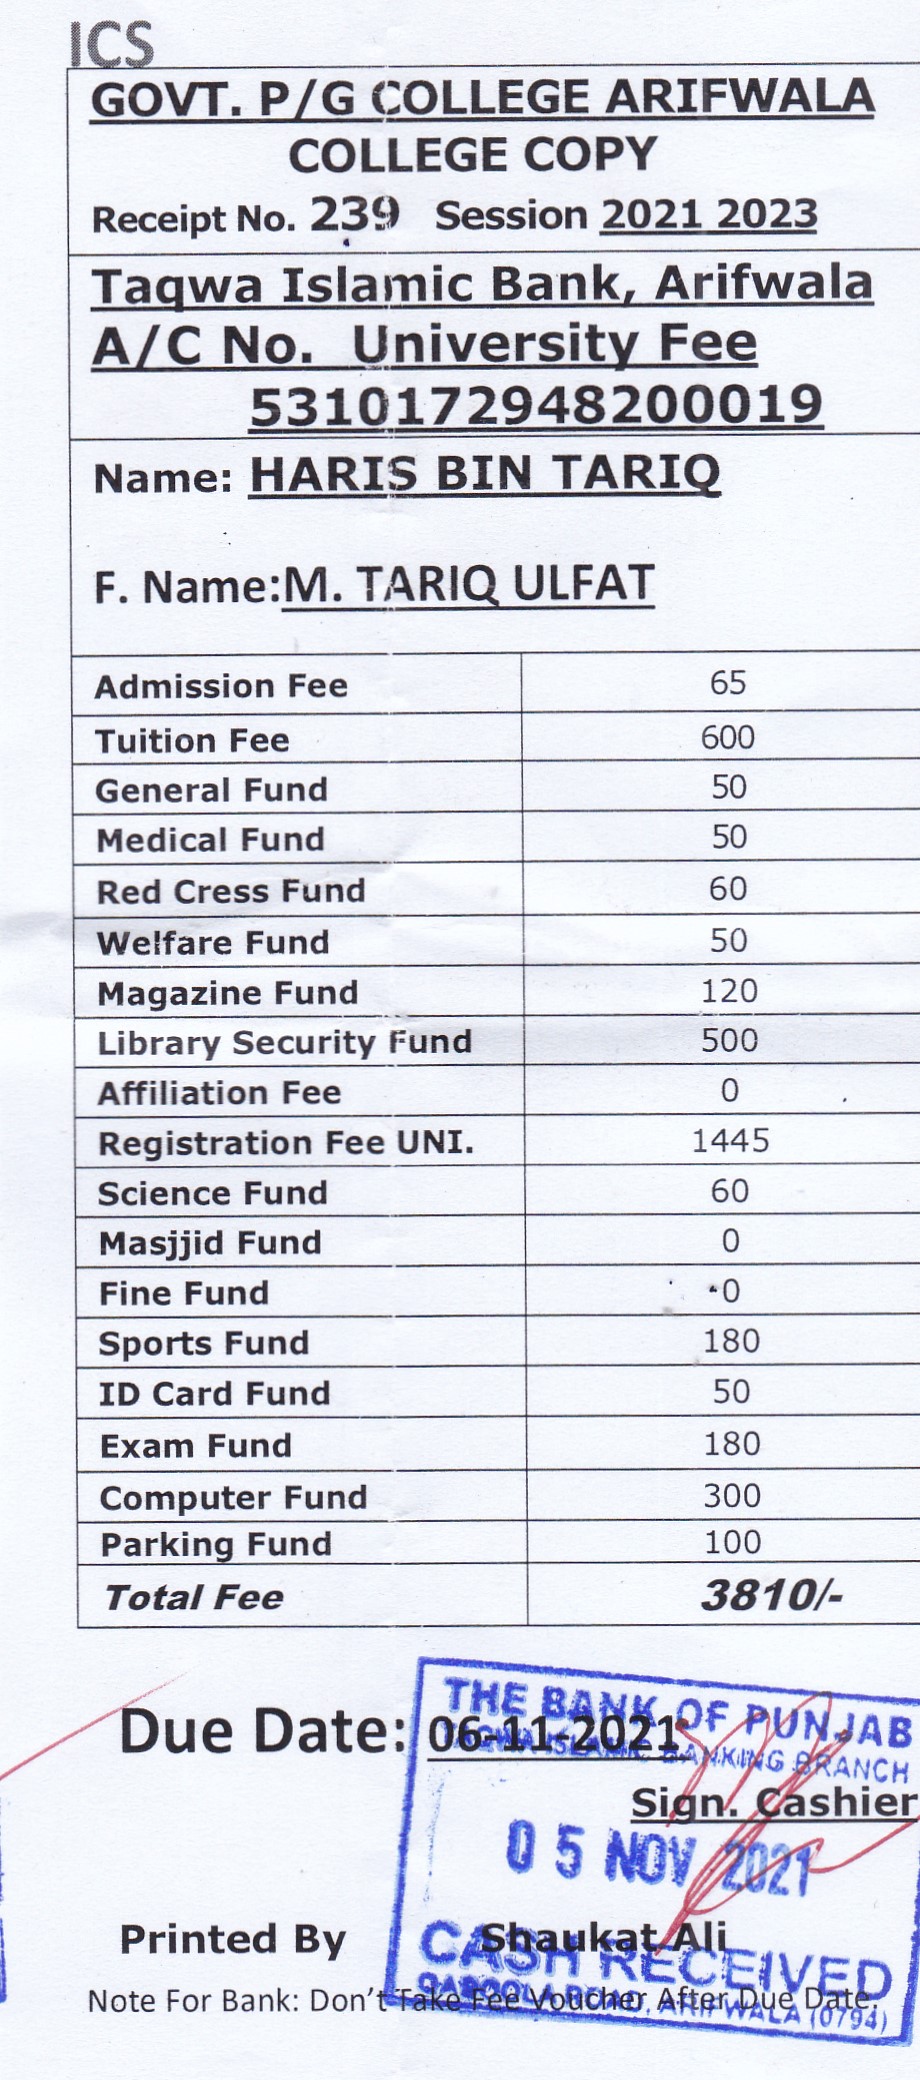 ICS
GOVT. P/G COLLEGE ARIFWALA
COLLEGE COPY
Receipt No. 239 Session 2021 2023
Taqwa Islamic Bank, Arifwala
A/C No. University Fee
5310172948200019
Name: HARIS BIN TARIQ
F. Name:M. TARIQ ULFAT
Admission Fee 65
Tuition Fee 600
General Fund 50
Medical Fund 50
Red Cress Fund 60
Welfare Fund 50
Magazine Fund 120
Library Security Fund 500
Affiliation Fee 0
Registration Fee UNI. 1445
Science Fund 60
Masjjid Fund 0
Fine Fund 0
Sports Fund 180
ID Card Fund 50
Exam Fund 180
Computer Fund 300
Parking Fund 100
Total Fee 3810/-
THE BANK OF PUNJAB
Due Date: 06-11-2021
ISLAMIC BANKING BRANCH
Sign. Cashier
05 NOV 2021
Printed By Shaukat Ali
CASH RECEIVED
Note For Bank: Don't Take Fee Voucher After Due Date.
ROAD, ARIFWALA (0794)